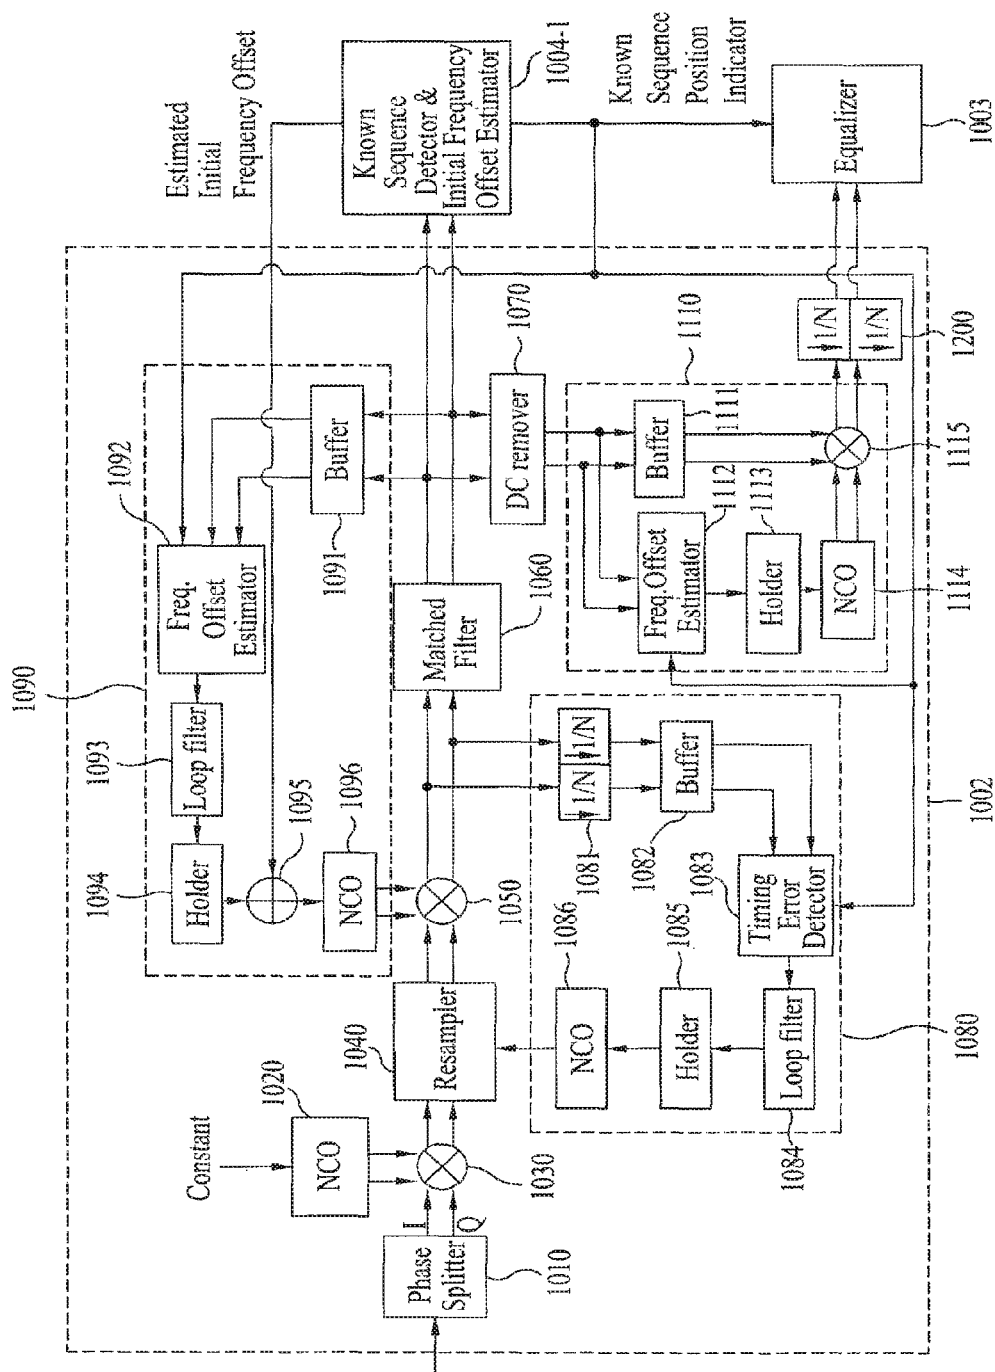 Estimated
Initial
Frequency Offset
Known
Sequence
Detector &
Initial Frequency
Offset Estimator
1004-1
Known
Sequence
Position
Indicator
Equalizer
1003
1090
1092
Freq.
Offset
Estimator
1091
Buffer
1093
Loop filter
1094
Holder
1095
1096
NCO
Constant
1020
NCO
1040
Resampler
Phase
Splitter
1010
I
Q
1030
1050
Matched
Filter
1060
DC remover
1070
1110
Buffer
1111
Freq.Offset
Estimator
1112
Holder
1113
NCO
1114
1115
1/N
1/N
1200
1/N
1/N
1081
Buffer
1082
1083
Timing
Error
Detector
Loop filter
1084
Holder
1085
NCO
1086
1080
1002